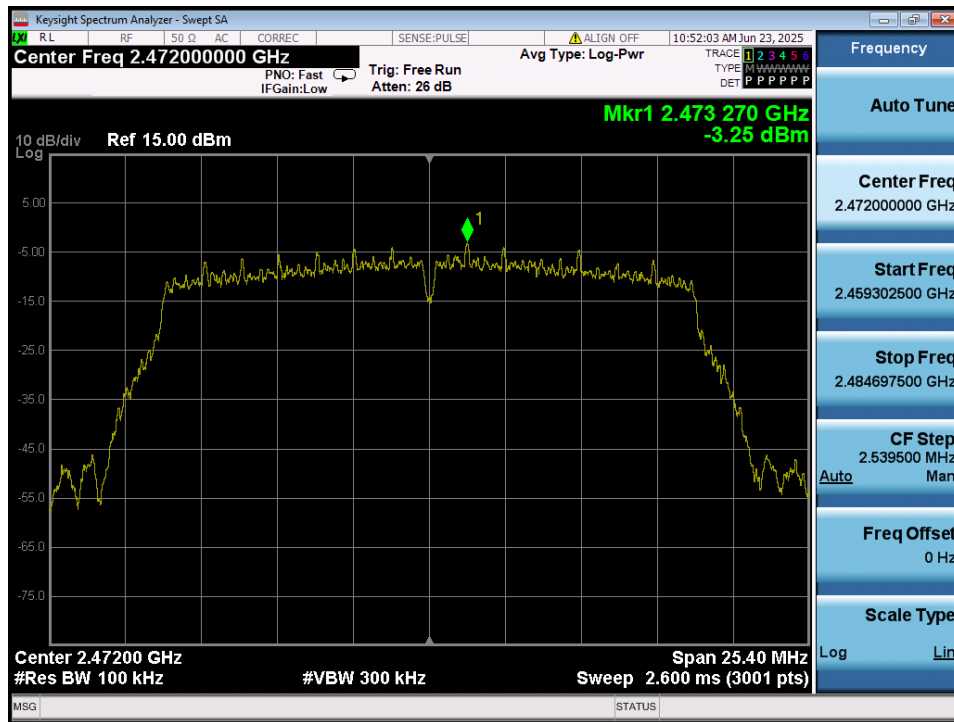 Keysight Spectrum Analyzer - Swept SA
LXI RL RF 50 Ω AC CORREC SENSE:PULSE ALIGN OFF 10:52:03 AM Jun 23, 2025
Center Freq 2.472000000 GHz
PNO: Fast
IFGain:Low
Trig: Free Run
Atten: 26 dB
Avg Type: Log-Pwr
TRACE 1 2 3 4 5 6
TYPE M WWWWW
DET P P P P P P
Mkr1 2.473 270 GHz
-3.25 dBm
10 dB/div Ref 15.00 dBm
Log
1
5.00
-5.00
-15.0
-25.0
-35.0
-45.0
-55.0
-65.0
-75.0
Center 2.47200 GHz Span 25.40 MHz
#Res BW 100 kHz #VBW 300 kHz Sweep 2.600 ms (3001 pts)
MSG STATUS
Frequency
Auto Tune
Center Freq
2.472000000 GHz
Start Freq
2.459302500 GHz
Stop Freq
2.484697500 GHz
CF Step
2.539500 MHz
Auto Man
Freq Offset
0 Hz
Scale Type
Log Lin